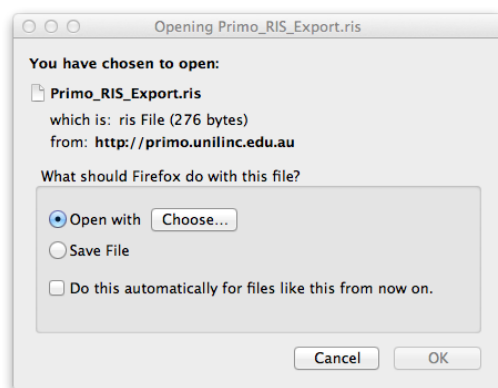 Opening Primo_RIS_Export.ris
You have chosen to open:
Primo_RIS_Export.ris
which is: ris File (276 bytes)
from: http://primo.unilinc.edu.au
What should Firefox do with this file?
Open with Choose...
Save File
Do this automatically for files like this from now on.
Cancel OK